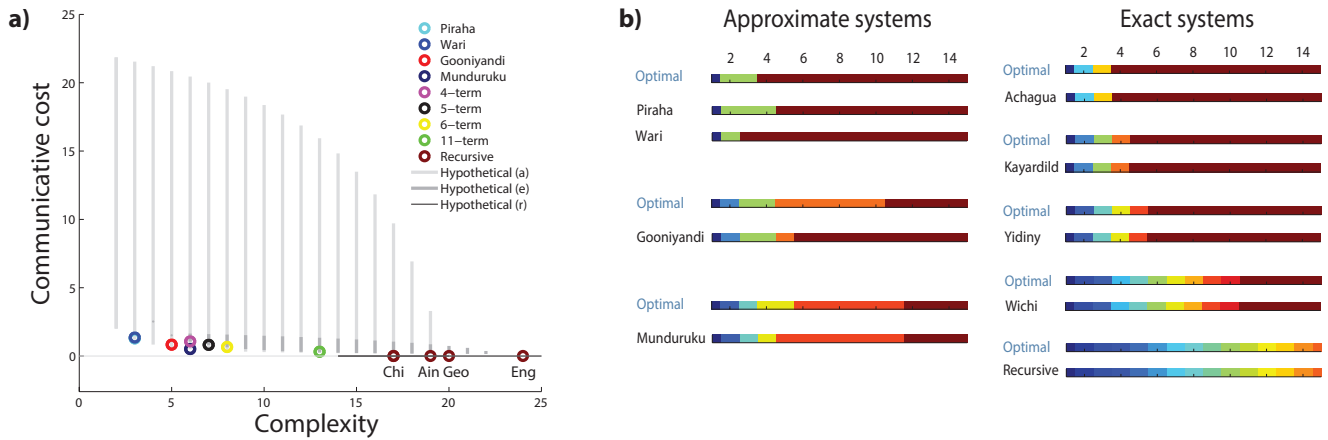 a)
Communicative cost
25
20
15
10
5
0
0 5 10 15 20 25
Complexity
Piraha
Wari
Gooniyandi
Munduruku
4−term
5−term
6−term
11−term
Recursive
Hypothetical (a)
Hypothetical (e)
Hypothetical (r)
Chi Ain Geo Eng
b)
Approximate systems
2 4 6 8 10 12 14
Optimal
Piraha
Wari
Optimal
Gooniyandi
Optimal
Munduruku
Exact systems
2 4 6 8 10 12 14
Optimal
Achagua
Optimal
Kayardild
Optimal
Yidiny
Optimal
Wichi
Optimal
Recursive